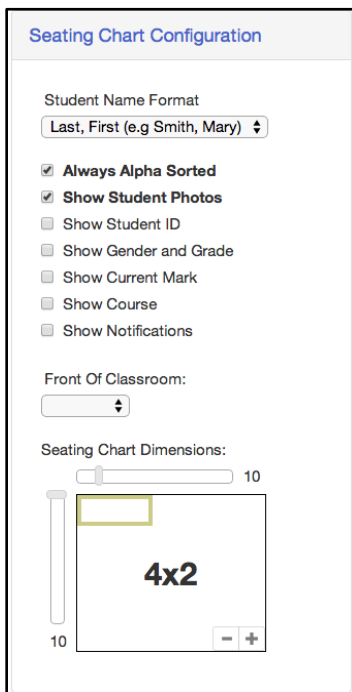 Seating Chart Configuration
Student Name Format
Last, First (e.g Smith, Mary)
Always Alpha Sorted
Show Student Photos
Show Student ID
Show Gender and Grade
Show Current Mark
Show Course
Show Notifications
Front Of Classroom:
Seating Chart Dimensions:
10
4x2
10